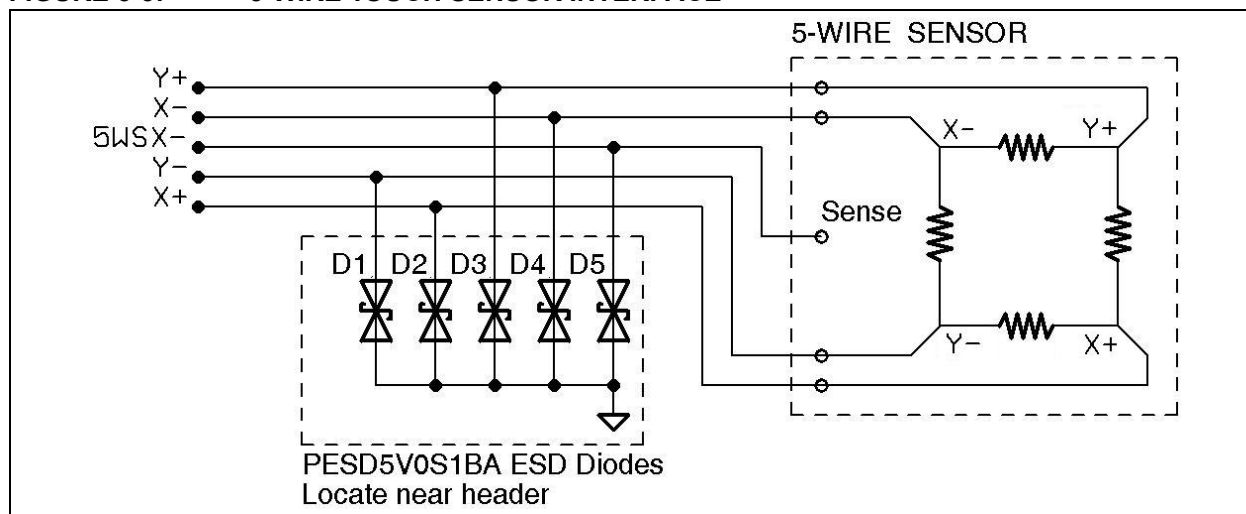 5-WIRE SENSOR
Y+
X-
5WSX-
Y-
X+
X-
Y+
Sense
Y-
X+
D1 D2 D3 D4 D5
PESD5V0S1BA ESD Diodes
Locate near header